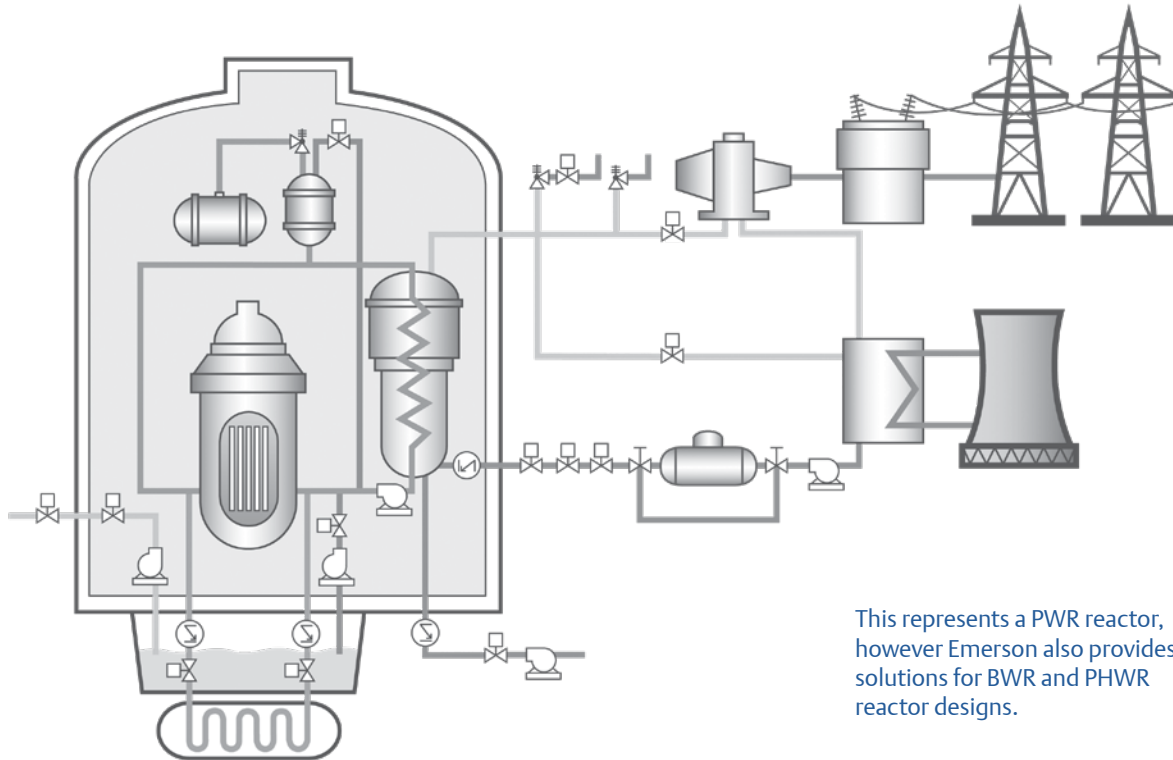 This represents a PWR reactor,
however Emerson also provides
solutions for BWR and PHWR
reactor designs.